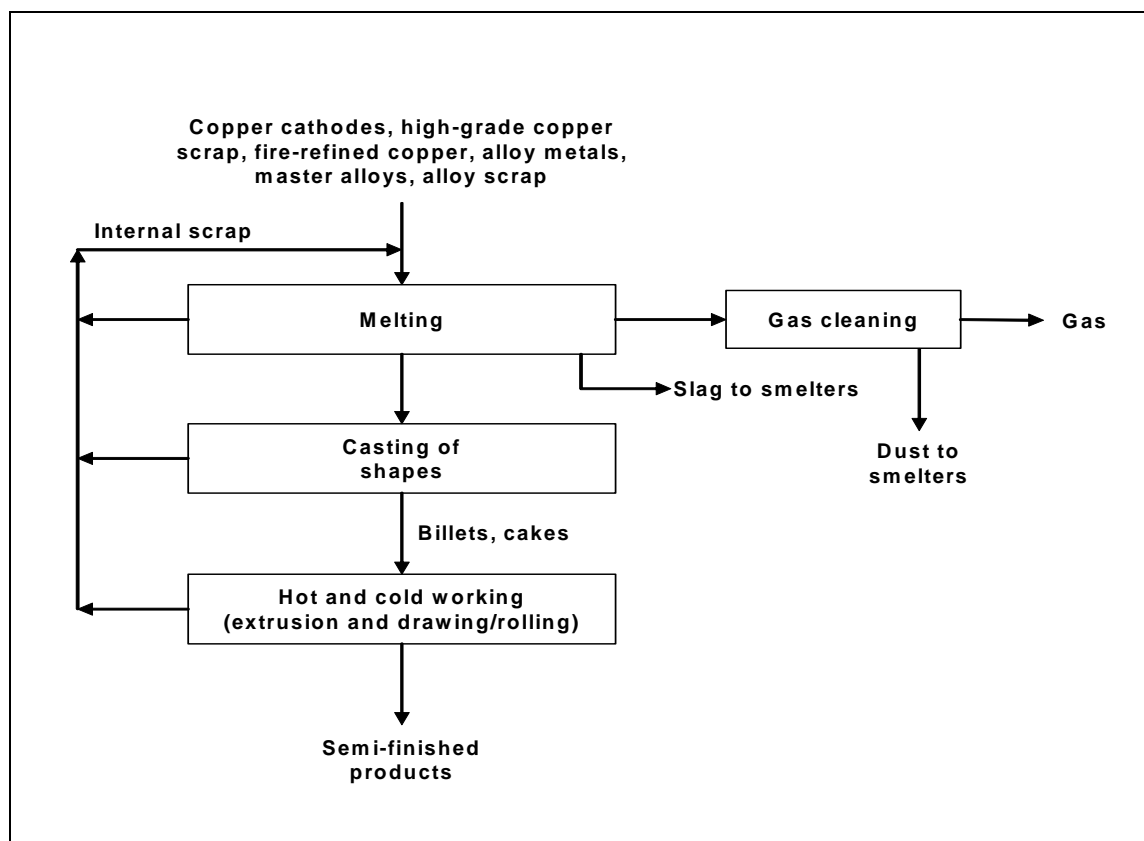 Copper cathodes, high-grade copper
scrap, fire-refined copper, alloy metals,
master alloys, alloy scrap
Internal scrap
Melting
Gas cleaning
Gas
Slag to smelters
Casting of
shapes
Dust to
smelters
Billets, cakes
Hot and cold working
(extrusion and drawing/rolling)
Semi-finished
products